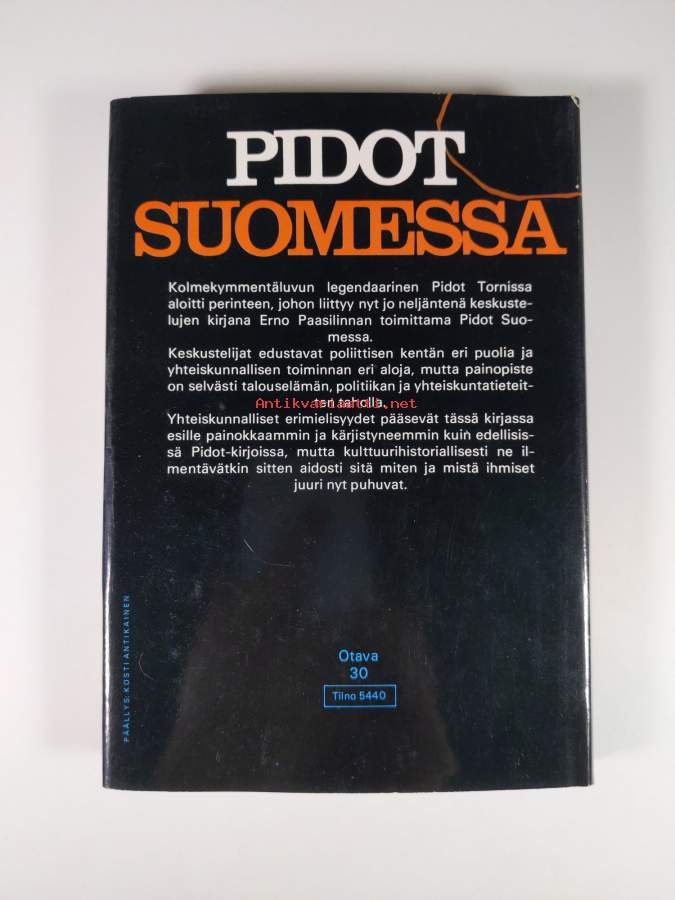 PIDOT
SUOMESSA
Kolmekymmentäluvun legendaarinen Pidot Tornissa
aloitti perinteen, johon liittyy nyt jo neljäntenä keskuste-
lujen kirjana Erno Paasilinnan toimittama Pidot Suo-
messa.
Keskustelijat edustavat poliittisen kentän eri puolia ja
yhteiskunnallisen toiminnan eri aloja, mutta painopiste
on selvästi talouselämän, politiikan ja yhteiskuntatieteit-
ten taholla.
Antikvariaatti.net
Yhteiskunnalliset erimielisyydet pääsevät tässä kirjassa
esille painokkaammin ja kärjistyneemmin kuin edellisis-
sä Pidot-kirjoissa, mutta kulttuurihistoriallisesti ne il-
mentävätkin sitten aidosti sitä miten ja mistä ihmiset
juuri nyt puhuvat.
PÄÄLLYS: KOSTI ANTIKAINEN
Otava
30
Tiino 5440